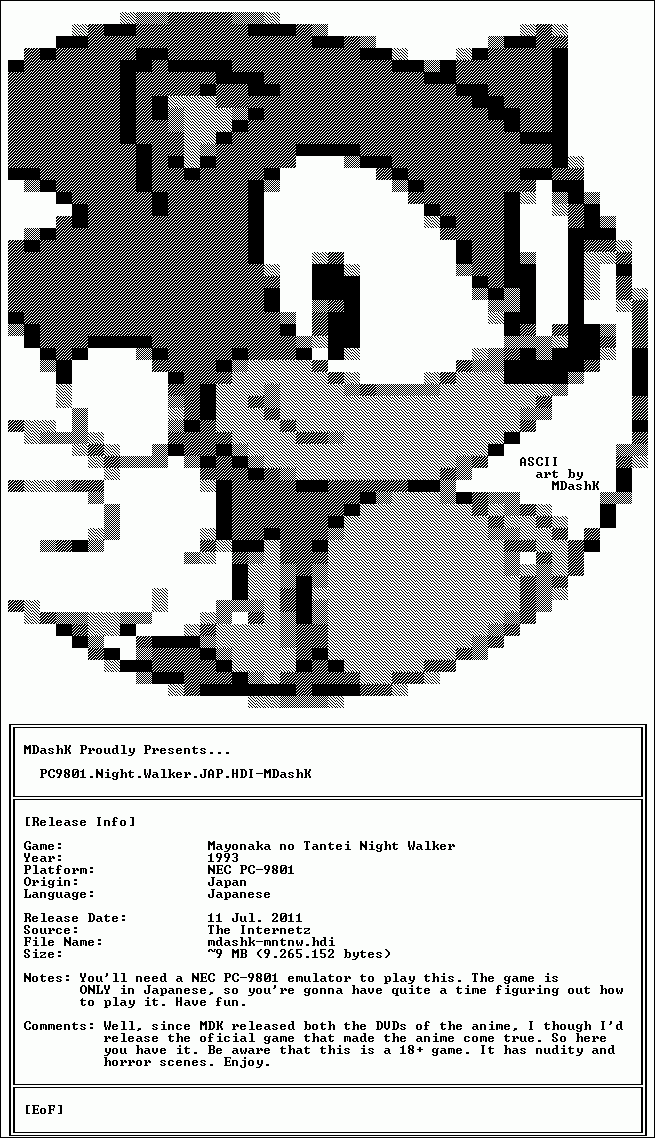 ASCII
art by
MDashK
MDashK Proudly Presents...
PC9801.Night.Walker.JAP.HDI-MDashK
[Release Info]
Game: Mayonaka no Tantei Night Walker
Year: 1993
Platform: NEC PC-9801
Origin: Japan
Language: Japanese
Release Date: 11 Jul. 2011
Source: The Internetz
File Name: mdashk-mntnw.hdi
Size: ~9 MB (9.265.152 bytes)
Notes: You'll need a NEC PC-9801 emulator to play this. The game is
ONLY in Japanese, so you're gonna have quite a time figuring out how
to play it. Have fun.
Comments: Well, since MDK released both the DVDs of the anime, I though I'd
release the oficial game that made the anime come true. So here
you have it. Be aware that this is a 18+ game. It has nudity and
horror scenes. Enjoy.
[EoF]